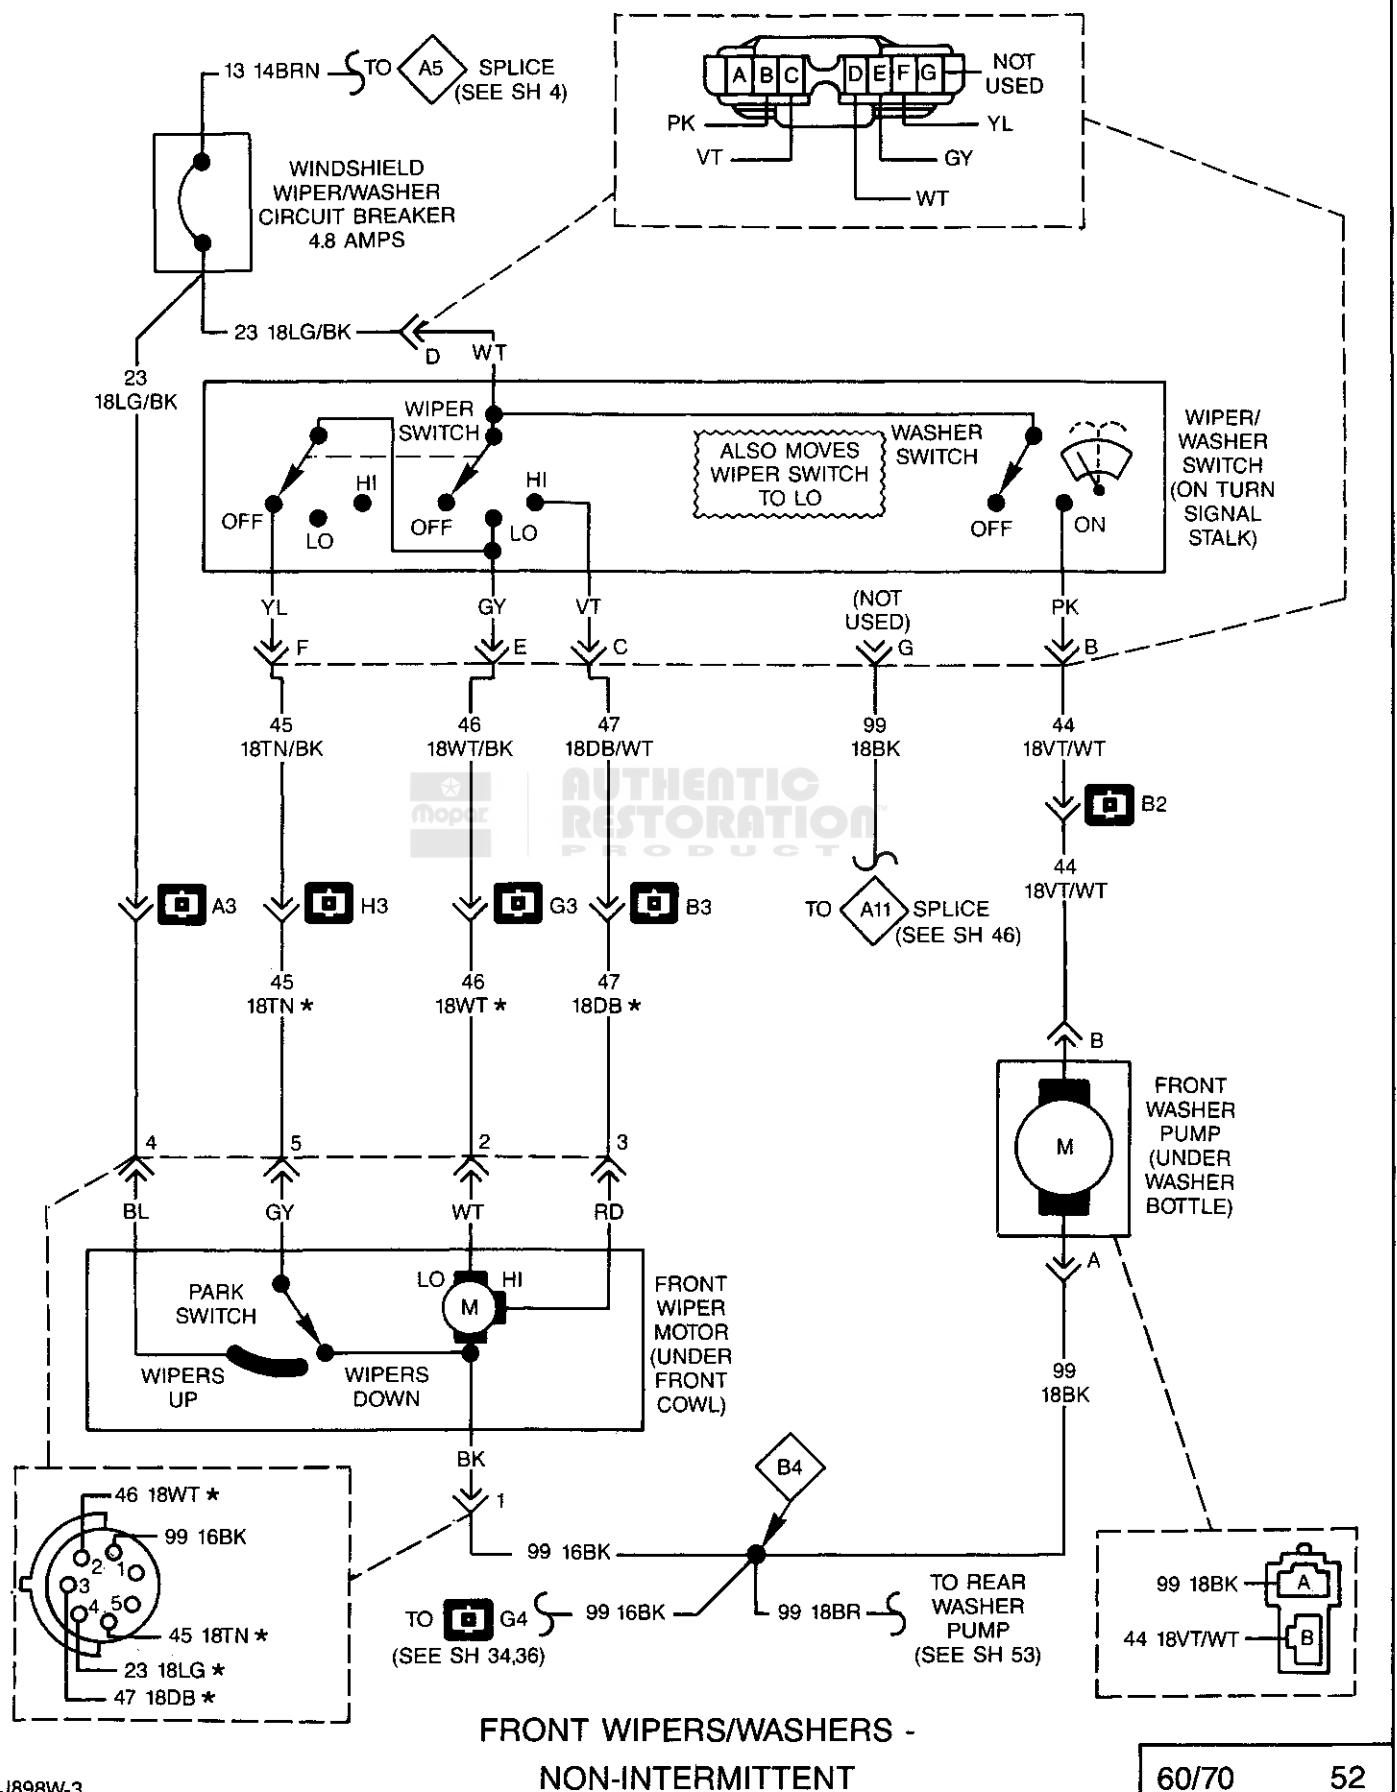 13 14BRN
TO
A5
SPLICE
(SEE SH 4)
A B C D E F G
NOT
USED
PK
YL
VT
GY
WT
WINDSHIELD
WIPER/WASHER
CIRCUIT BREAKER
4.8 AMPS
23 18LG/BK
D
WT
23
18LG/BK
WIPER
SWITCH
ALSO MOVES
WIPER SWITCH
TO LO
WASHER
SWITCH
WIPER/
WASHER
SWITCH
(ON TURN
SIGNAL
STALK)
OFF
LO
HI
OFF
LO
HI
OFF
ON
YL
GY
VT
(NOT
USED)
PK
F
E
C
G
B
45
18TN/BK
46
18WT/BK
47
18DB/WT
99
18BK
44
18VT/WT
Mopar
AUTHENTIC
RESTORATION
PRODUCT
B2
44
18VT/WT
A3
H3
G3
B3
TO
A11
SPLICE
(SEE SH 46)
45
18TN *
46
18WT *
47
18DB *
B
M
FRONT
WASHER
PUMP
(UNDER
WASHER
BOTTLE)
A
4
5
2
3
BL
GY
WT
RD
PARK
SWITCH
LO
M
HI
WIPERS
UP
WIPERS
DOWN
FRONT
WIPER
MOTOR
(UNDER
FRONT
COWL)
99
18BK
BK
1
B4
46 18WT *
99 16BK
2
1
3
4
5
45 18TN *
23 18LG *
47 18DB *
99 16BK
TO
G4
(SEE SH 34,36)
99 16BK
99 18BR
TO REAR
WASHER
PUMP
(SEE SH 53)
99 18BK
A
44 18VT/WT
B
FRONT WIPERS/WASHERS -
NON-INTERMITTENT
J898W-3
60/70 52